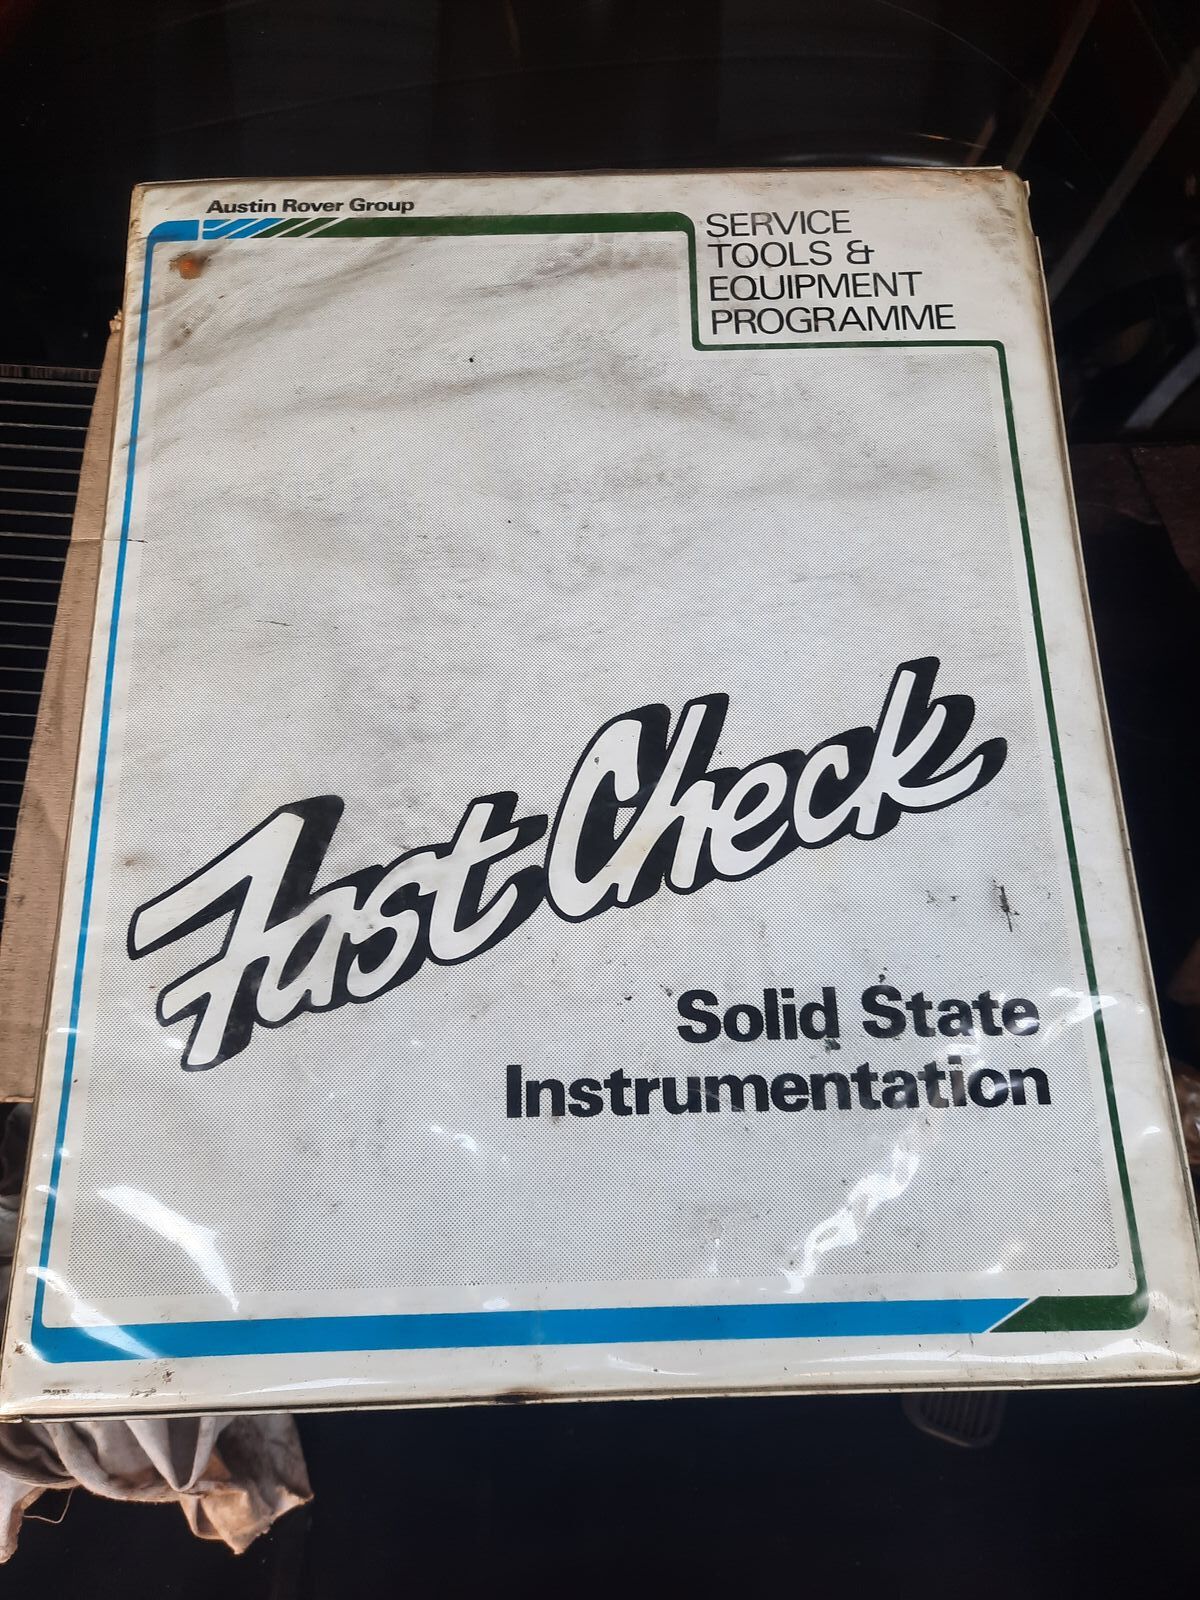 Austin Rover Group
SERVICE
TOOLS &
EQUIPMENT
PROGRAMME
Fast Check
Solid State
Instrumentation